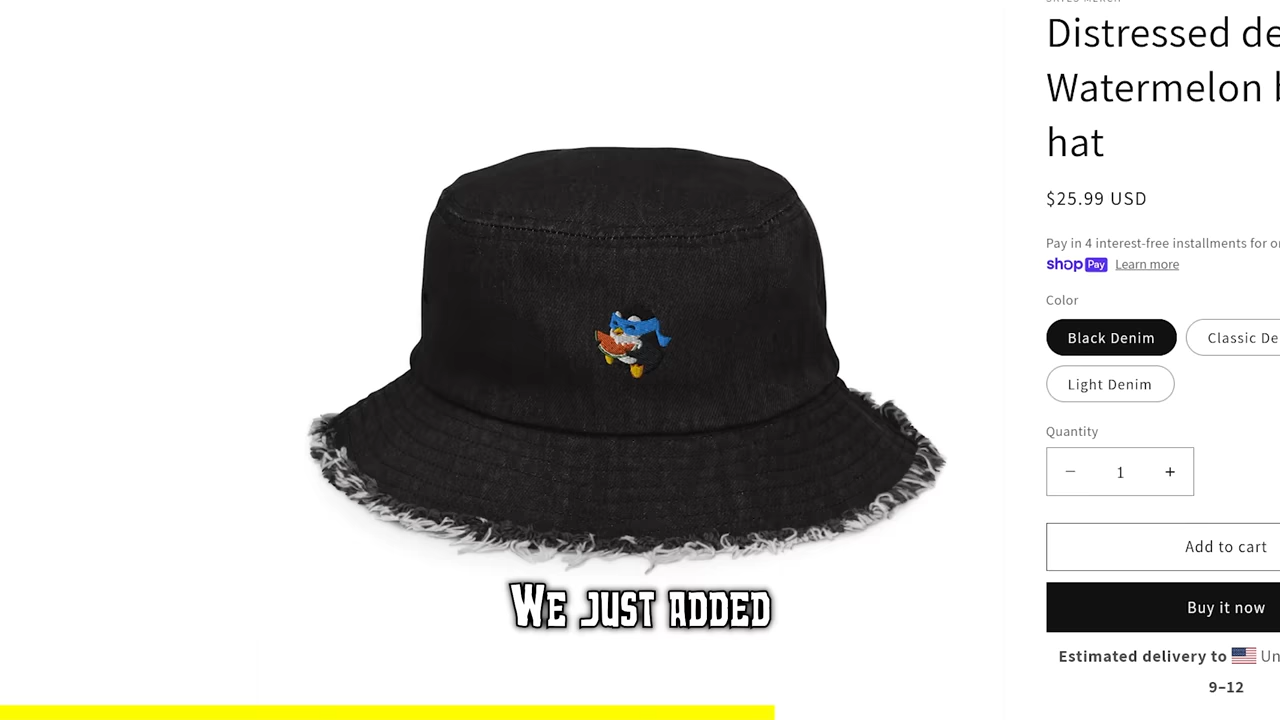 Distressed de
Watermelon b
hat
$25.99 USD
Pay in 4 interest-free installments for or
shop Pay Learn more
Color
Black Denim
Classic De
Light Denim
Quantity
− 1 +
Add to cart
Buy it now
Estimated delivery to Un
9–12
We just added